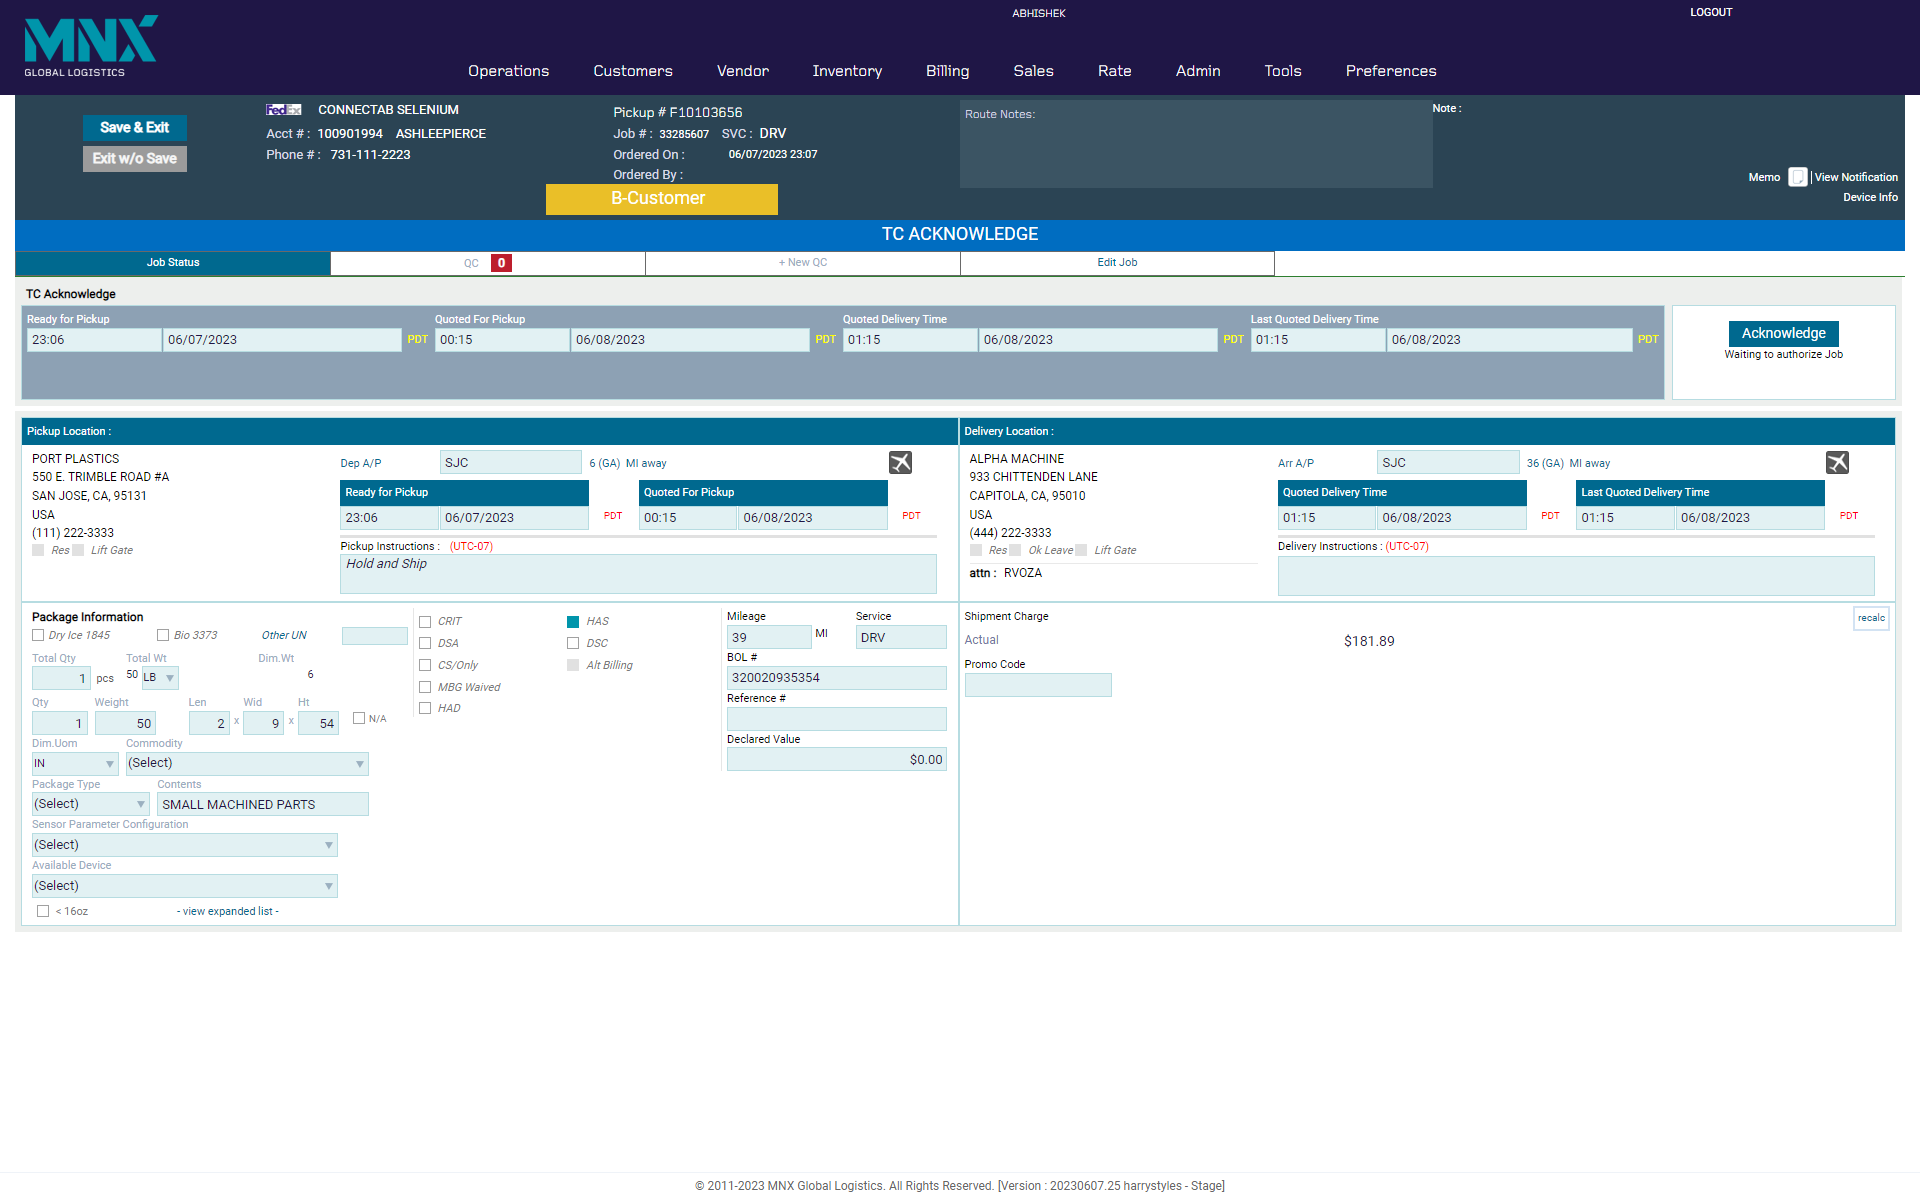 MNX
GLOBAL LOGISTICS
ABHISHEK
LOGOUT
Operations Customers Vendor Inventory Billing Sales Rate Admin Tools Preferences
Save & Exit
Exit w/o Save
FedEx CONNECTAB SELENIUM
Acct # : 100901994 ASHLEEPIERCE
Phone # : 731-111-2223
Pickup # F10103656
Job # : 33285607 SVC : DRV
Ordered On : 06/07/2023 23:07
Ordered By :
B-Customer
Route Notes:
Note :
Memo | View Notification
Device Info
TC ACKNOWLEDGE
Job Status QC 0 + New QC Edit Job
TC Acknowledge
Ready for Pickup Quoted For Pickup Quoted Delivery Time Last Quoted Delivery Time
23:06 06/07/2023 PDT 00:15 06/08/2023 PDT 01:15 06/08/2023 PDT 01:15 06/08/2023 PDT
Acknowledge
Waiting to authorize Job
Pickup Location :
PORT PLASTICS
550 E. TRIMBLE ROAD #A
SAN JOSE, CA, 95131
USA
(111) 222-3333
Res Lift Gate
Dep A/P SJC 6 (GA) MI away
Ready for Pickup Quoted For Pickup
23:06 06/07/2023 PDT 00:15 06/08/2023 PDT
Pickup Instructions : (UTC-07)
Hold and Ship
Delivery Location :
ALPHA MACHINE
933 CHITTENDEN LANE
CAPITOLA, CA, 95010
USA
(444) 222-3333
Res Ok Leave Lift Gate
attn : RVOZA
Arr A/P SJC 36 (GA) MI away
Quoted Delivery Time Last Quoted Delivery Time
01:15 06/08/2023 PDT 01:15 06/08/2023 PDT
Delivery Instructions : (UTC-07)
Package Information
Dry Ice 1845 Bio 3373 Other UN
Total Qty Total Wt Dim.Wt
1 pcs 50 LB 6
Qty Weight Len Wid Ht
1 50 2 x 9 x 54 N/A
Dim.Uom Commodity
IN (Select)
Package Type Contents
(Select) SMALL MACHINED PARTS
Sensor Parameter Configuration
(Select)
Available Device
(Select)
< 16oz - view expanded list -
CRIT HAS
DSA DSC
CS/Only Alt Billing
MBG Waived
HAD
Mileage Service
39 MI DRV
BOL #
320020935354
Reference #
Declared Value
$0.00
Shipment Charge recalc
Actual $181.89
Promo Code
© 2011-2023 MNX Global Logistics. All Rights Reserved. [Version : 20230607.25 harrystyles - Stage]